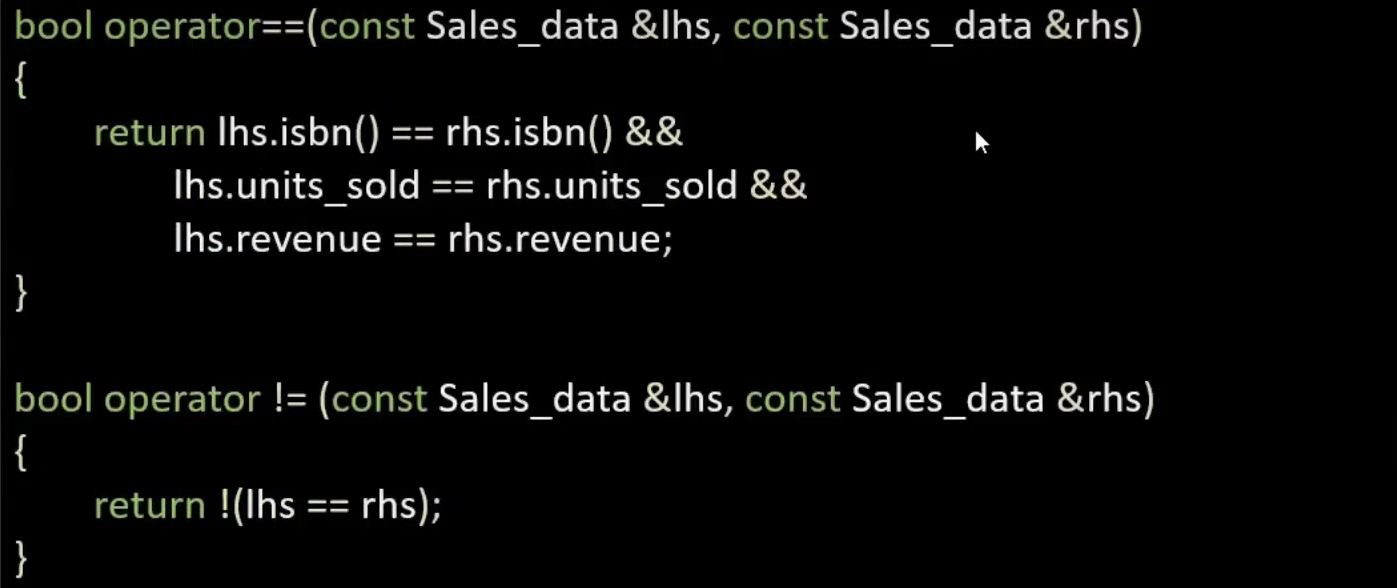 bool operator==(const Sales_data &lhs, const Sales_data &rhs)
{
return lhs.isbn() == rhs.isbn() &&
lhs.units_sold == rhs.units_sold &&
lhs.revenue == rhs.revenue;
}
bool operator != (const Sales_data &lhs, const Sales_data &rhs)
{
return !(lhs == rhs);
}